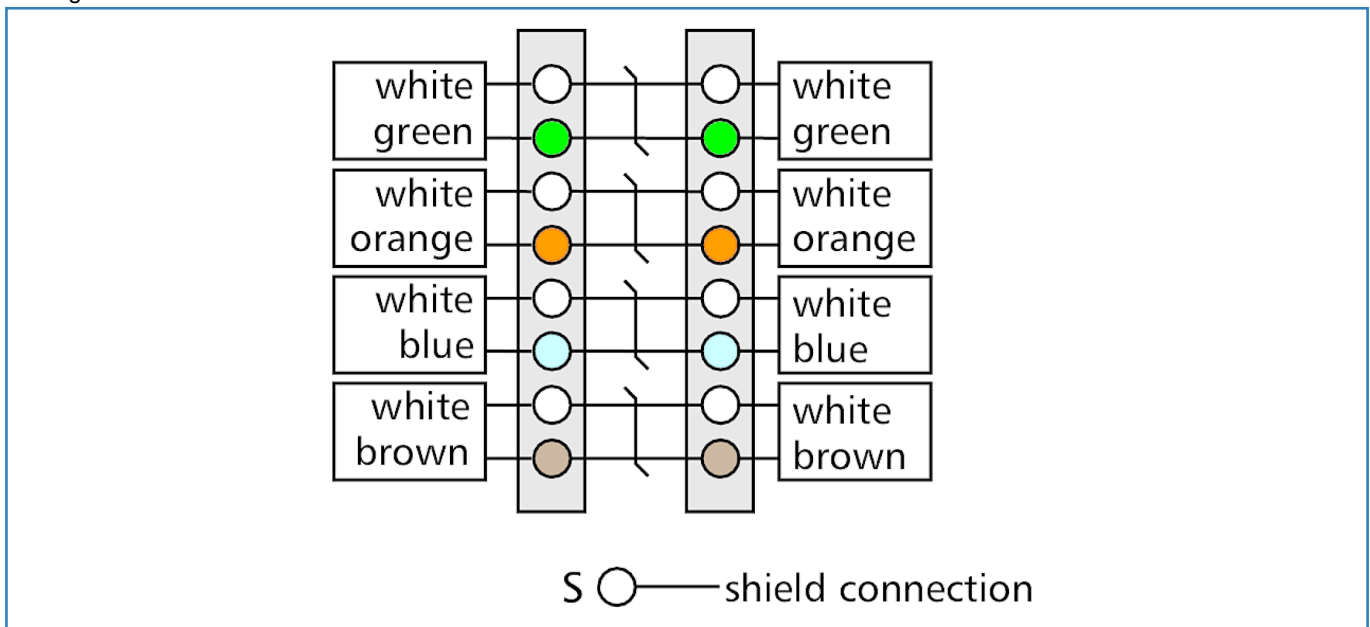 white white
green green
white white
orange orange
white white
blue blue
white white
brown brown
S shield connection